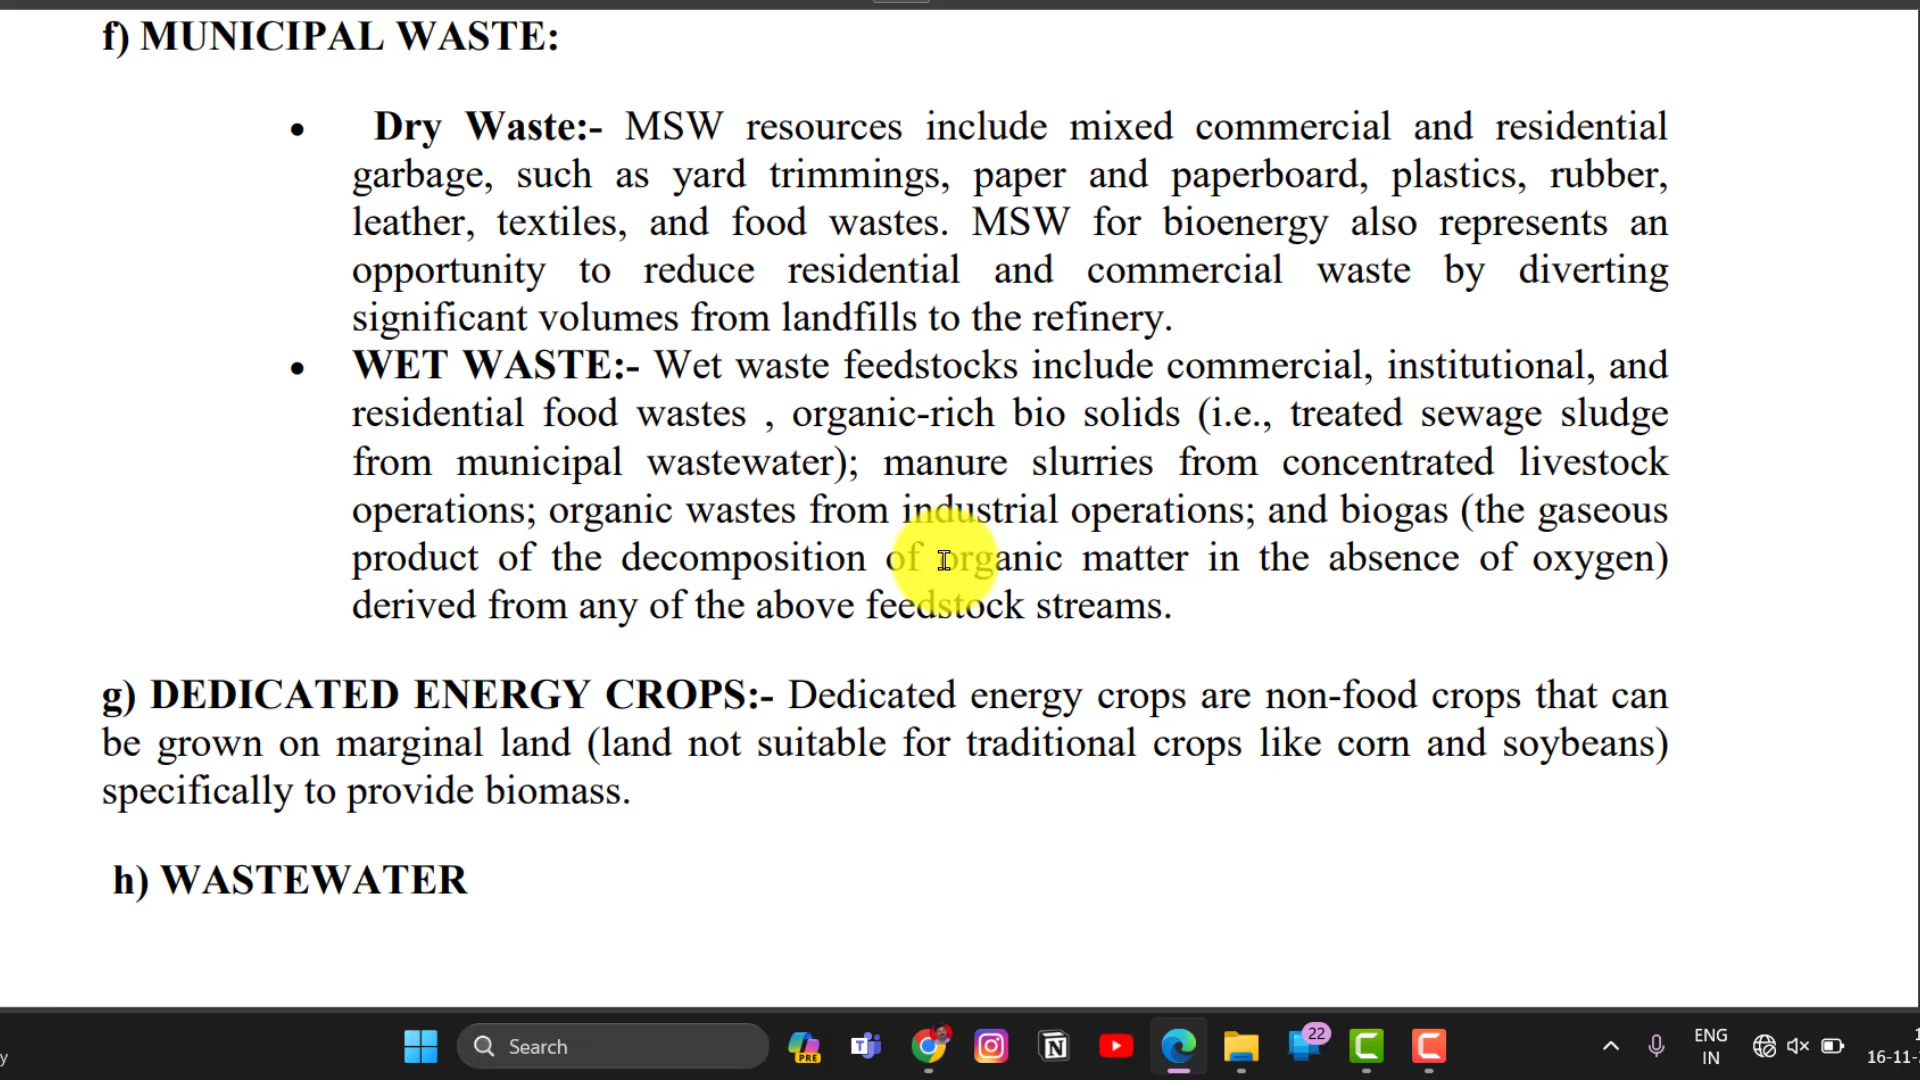 f) MUNICIPAL WASTE:
• Dry Waste:- MSW resources include mixed commercial and residential
garbage, such as yard trimmings, paper and paperboard, plastics, rubber,
leather, textiles, and food wastes. MSW for bioenergy also represents an
opportunity to reduce residential and commercial waste by diverting
significant volumes from landfills to the refinery.
• WET WASTE:- Wet waste feedstocks include commercial, institutional, and
residential food wastes , organic-rich bio solids (i.e., treated sewage sludge
from municipal wastewater); manure slurries from concentrated livestock
operations; organic wastes from industrial operations; and biogas (the gaseous
product of the decomposition of organic matter in the absence of oxygen)
derived from any of the above feedstock streams.
g) DEDICATED ENERGY CROPS:- Dedicated energy crops are non-food crops that can
be grown on marginal land (land not suitable for traditional crops like corn and soybeans)
specifically to provide biomass.
h) WASTEWATER
y
Search
PRE
22
ENG
IN
1
16-11-